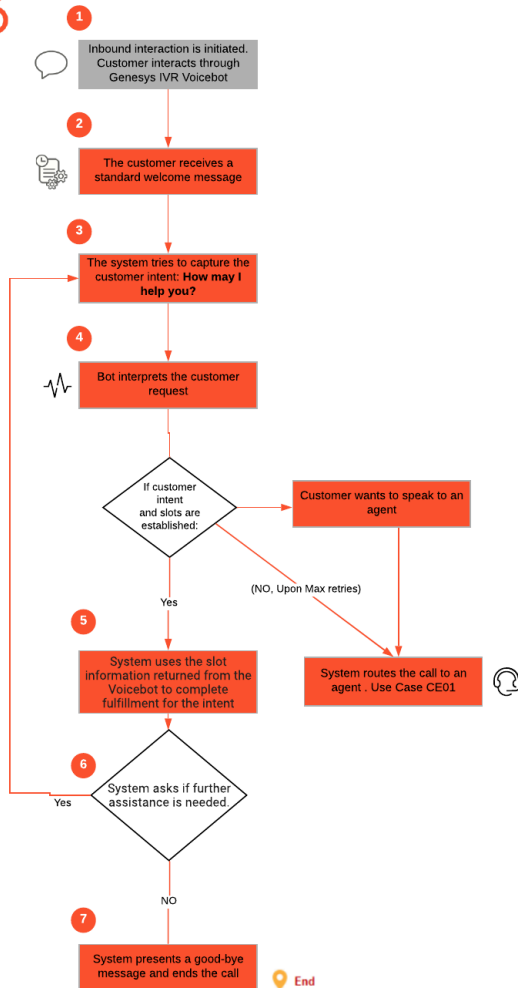 1
Inbound interaction is initiated.
Customer interacts through
Genesys IVR Voicebot
2
The customer receives a
standard welcome message
3
The system tries to capture the
customer intent: How may I
help you?
4
Bot interprets the customer
request
If customer
intent
and slots are
established:
Customer wants to speak to an
agent
(NO, Upon Max retries)
Yes
5
System uses the slot
information returned from the
Voicebot to complete
fulfillment for the intent
System routes the call to an
agent . Use Case CE01
6
System asks if further
assistance is needed.
Yes
NO
7
System presents a good-bye
message and ends the call
End